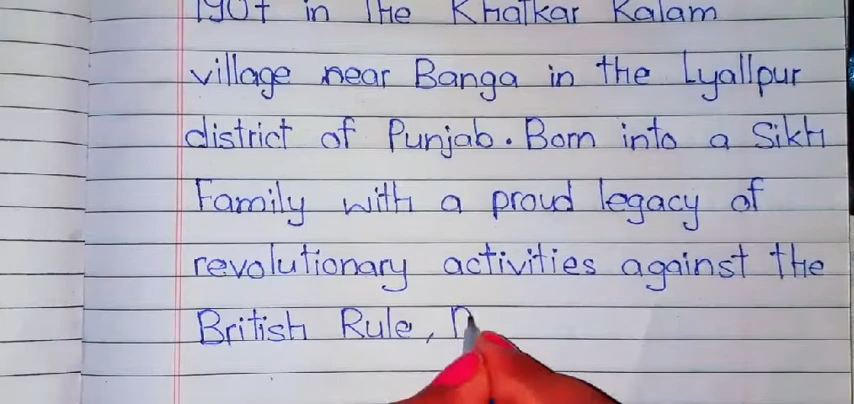 1907 in The Khatkar Kalam
village near Banga in the Lyallpur
district of Punjab. Born into a Sikh
Family with a proud legacy of
revolutionary activities against the
British Rule,